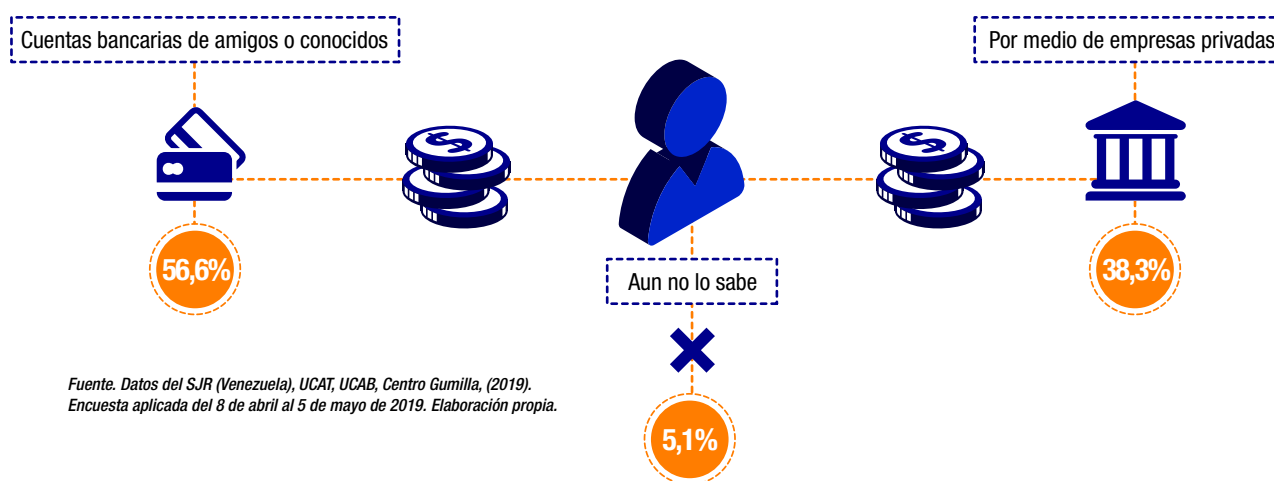 Cuentas bancarias de amigos o conocidos
Por medio de empresas privadas
$
$
56,6%
38,3%
Aun no lo sabe
5,1%
Fuente. Datos del SJR (Venezuela), UCAT, UCAB, Centro Gumilla, (2019).
Encuesta aplicada del 8 de abril al 5 de mayo de 2019. Elaboración propia.